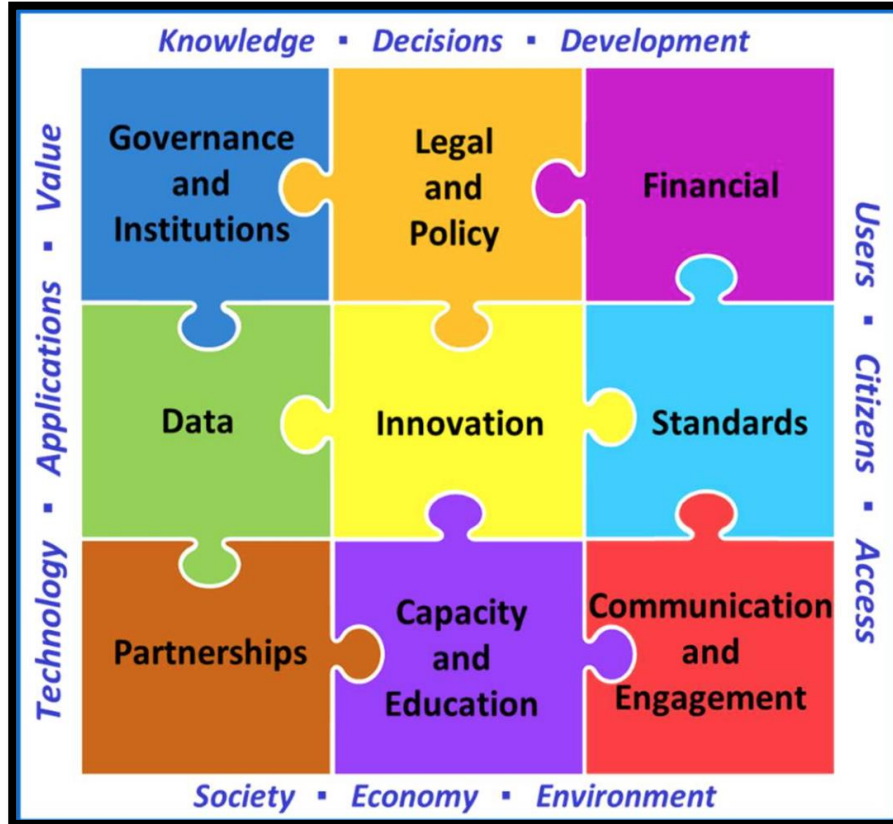 Knowledge ▪ Decisions ▪ Development
Technology ▪ Applications ▪ Value
Governance
and
Institutions
Legal
and
Policy
Financial
Users ▪ Citizens ▪ Access
Data
Innovation
Standards
Partnerships
Capacity
and
Education
Communication
and
Engagement
Society ▪ Economy ▪ Environment